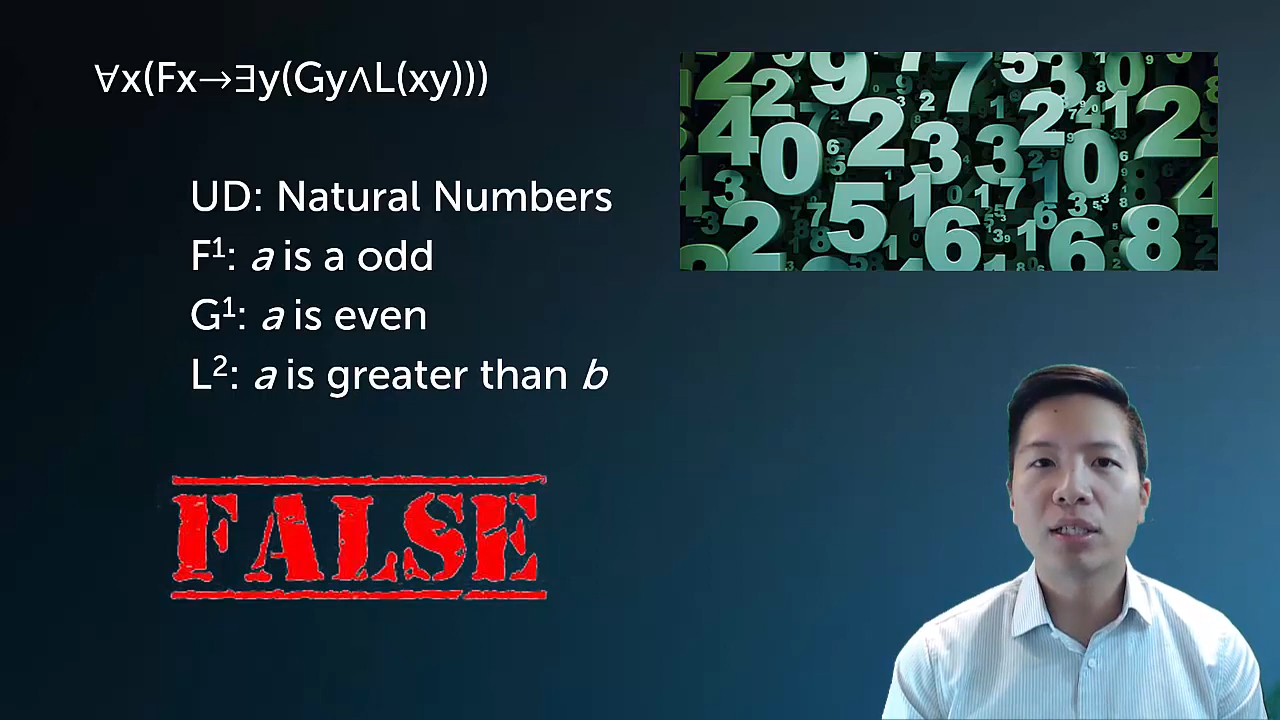 ∀x(Fx→∃y(Gy∧L(xy)))
UD: Natural Numbers
F¹: a is a odd
G¹: a is even
L²: a is greater than b
FALSE